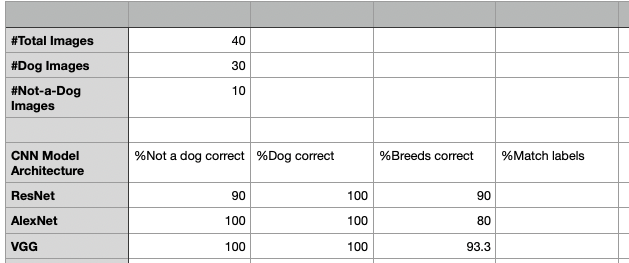 #Total Images 40
#Dog Images 30
#Not-a-Dog 10
Images
CNN Model %Not a dog correct %Dog correct %Breeds correct %Match labels
Architecture
ResNet 90 100 90
AlexNet 100 100 80
VGG 100 100 93.3